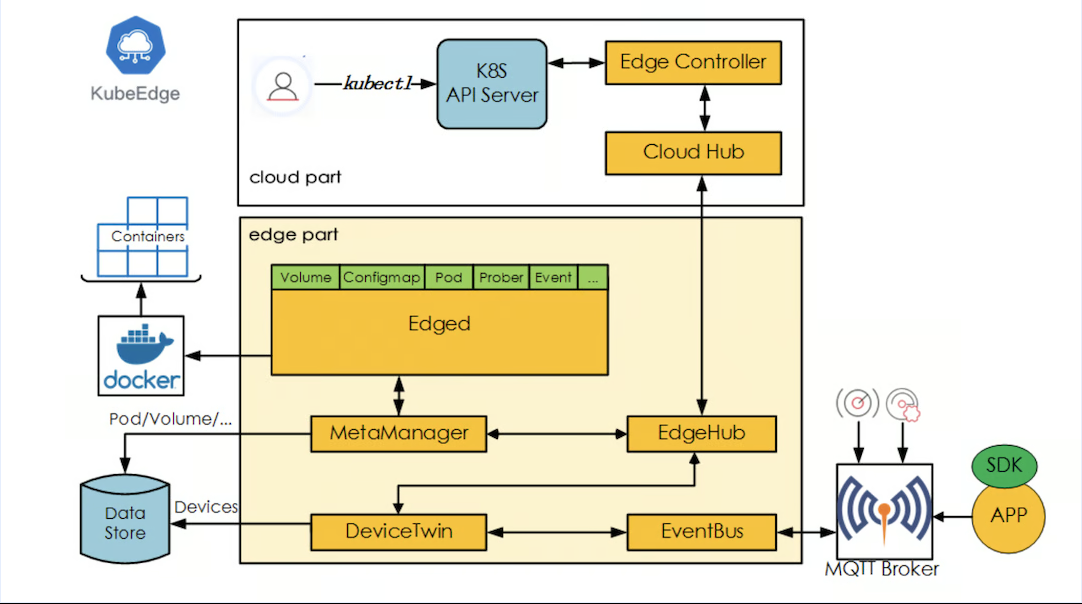 KubeEdge
kubectl
K8S
API Server
Edge Controller
Cloud Hub
cloud part
edge part
Containers
Volume
Configmap
Pod
Prober
Event
...
Edged
docker
Pod/Volume/...
MetaManager
EdgeHub
Data
Store
Devices
DeviceTwin
EventBus
MQTT Broker
SDK
APP